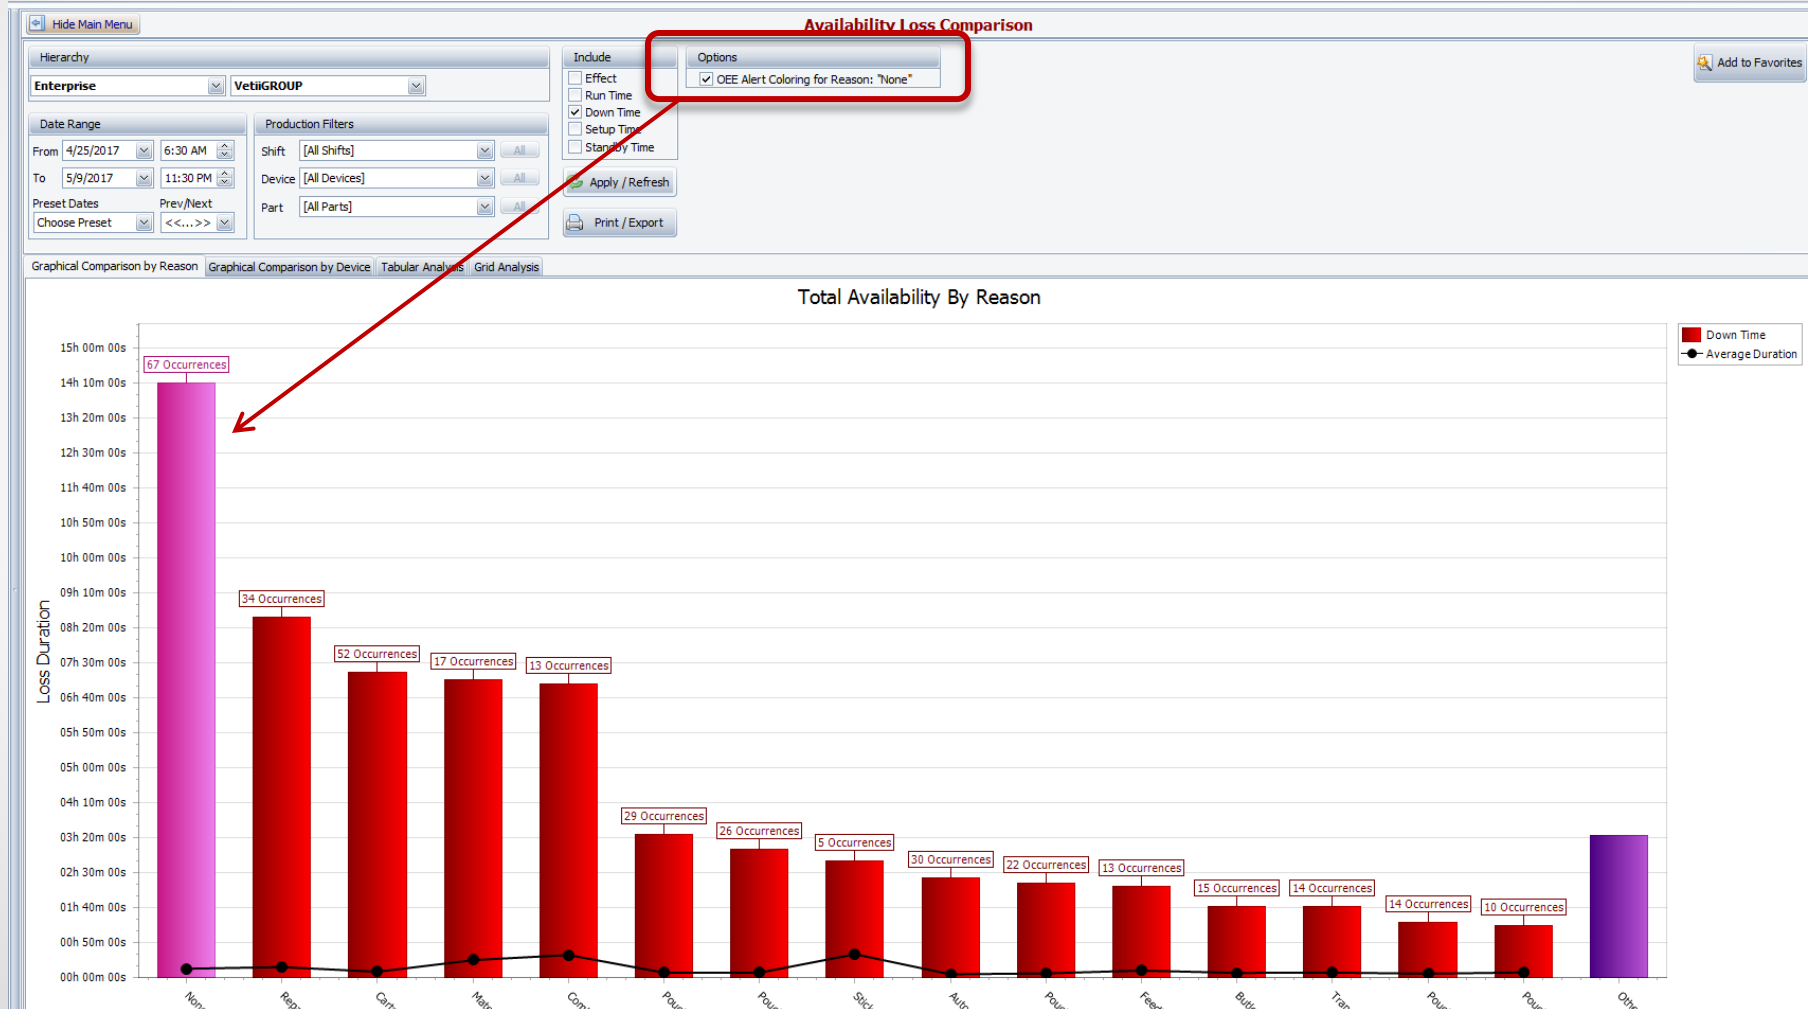 Hide Main Menu
Availability Loss Comparison
Hierarchy
Enterprise
VetiiGROUP
Include
Effect
Run Time
Down Time
Setup Time
Standby Time
Options
OEE Alert Coloring for Reason: "None"
Add to Favorites
Date Range
From 4/25/2017 6:30 AM
To 5/9/2017 11:30 PM
Preset Dates Prev/Next
Choose Preset <<...>>
Production Filters
Shift [All Shifts] All
Device [All Devices] All
Part [All Parts] All
Apply / Refresh
Print / Export
Graphical Comparison by Reason
Graphical Comparison by Device
Tabular Analysis
Grid Analysis
Total Availability By Reason
Down Time
Average Duration
Loss Duration
15h 00m 00s
14h 10m 00s
13h 20m 00s
12h 30m 00s
11h 40m 00s
10h 50m 00s
10h 00m 00s
09h 10m 00s
08h 20m 00s
07h 30m 00s
06h 40m 00s
05h 50m 00s
05h 00m 00s
04h 10m 00s
03h 20m 00s
02h 30m 00s
01h 40m 00s
00h 50m 00s
00h 00m 00s
67 Occurrences
34 Occurrences
52 Occurrences
17 Occurrences
13 Occurrences
29 Occurrences
26 Occurrences
5 Occurrences
30 Occurrences
22 Occurrences
13 Occurrences
15 Occurrences
14 Occurrences
14 Occurrences
10 Occurrences